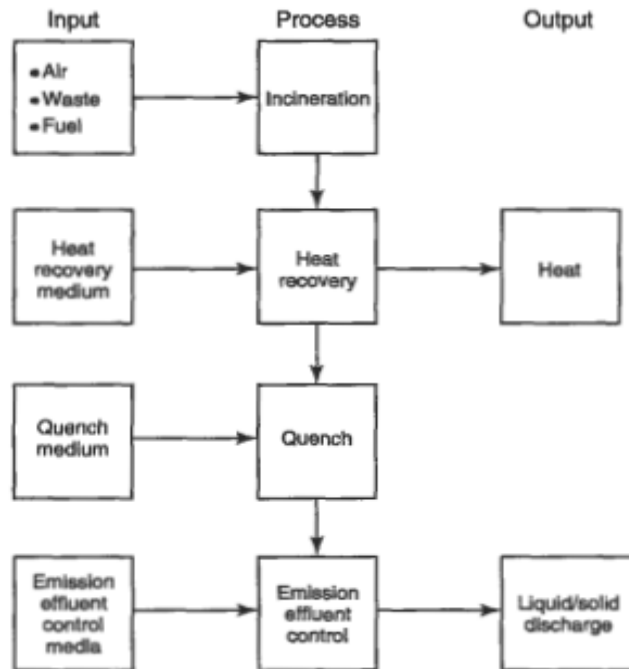 Input Process Output
• Air
• Waste
• Fuel
Incineration
Heat
recovery
medium
Heat
recovery
Heat
Quench
medium
Quench
Emission
effluent
control
media
Emission
effluent
control
Liquid/solid
discharge